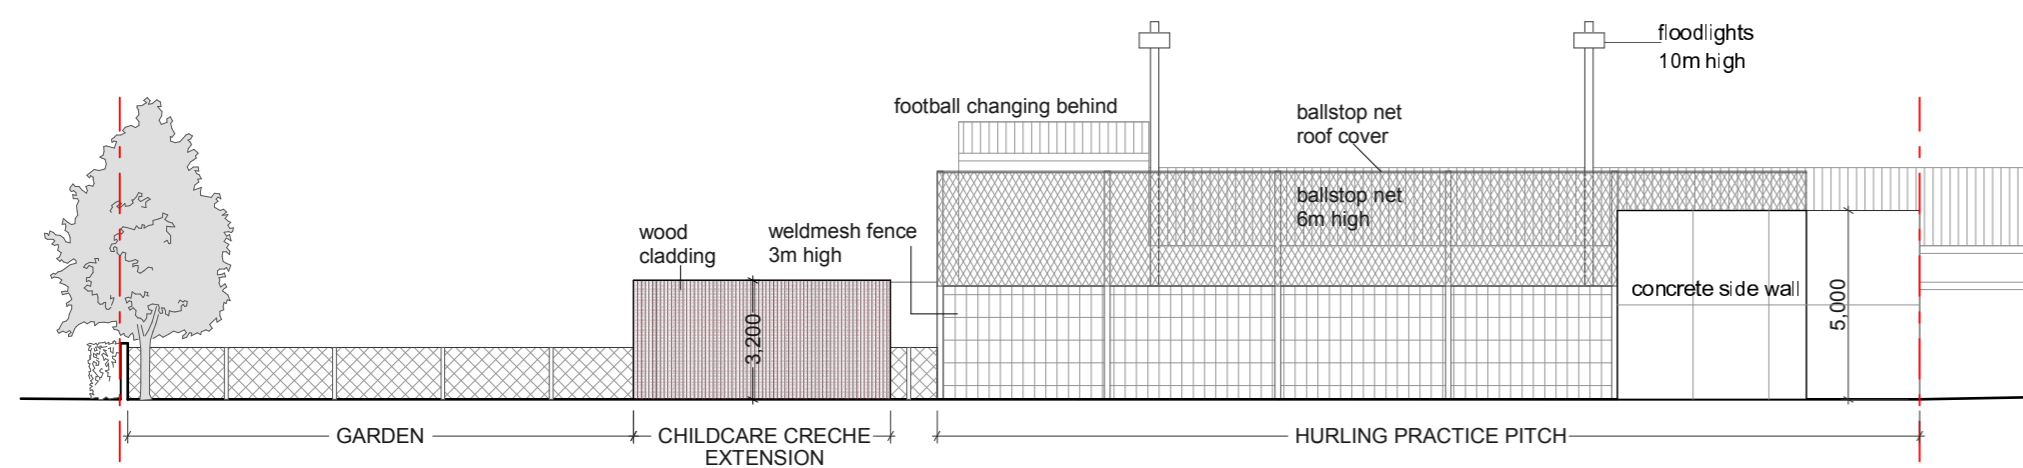 floodlights
10m high
football changing behind
ballstop net
roof cover
ballstop net
6m high
wood
cladding
weldmesh fence
3m high
concrete side wall
3,200
5,000
GARDEN
CHILDCARE CRECHE
EXTENSION
HURLING PRACTICE PITCH